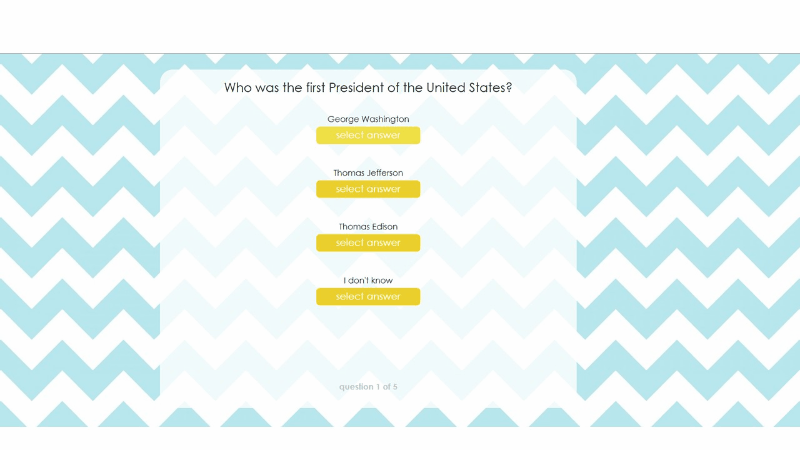 Who was the first President of the United States?
George Washington
select answer
Thomas Jefferson
select answer
Thomas Edison
select answer
I don't know
select answer
question 1 of 5